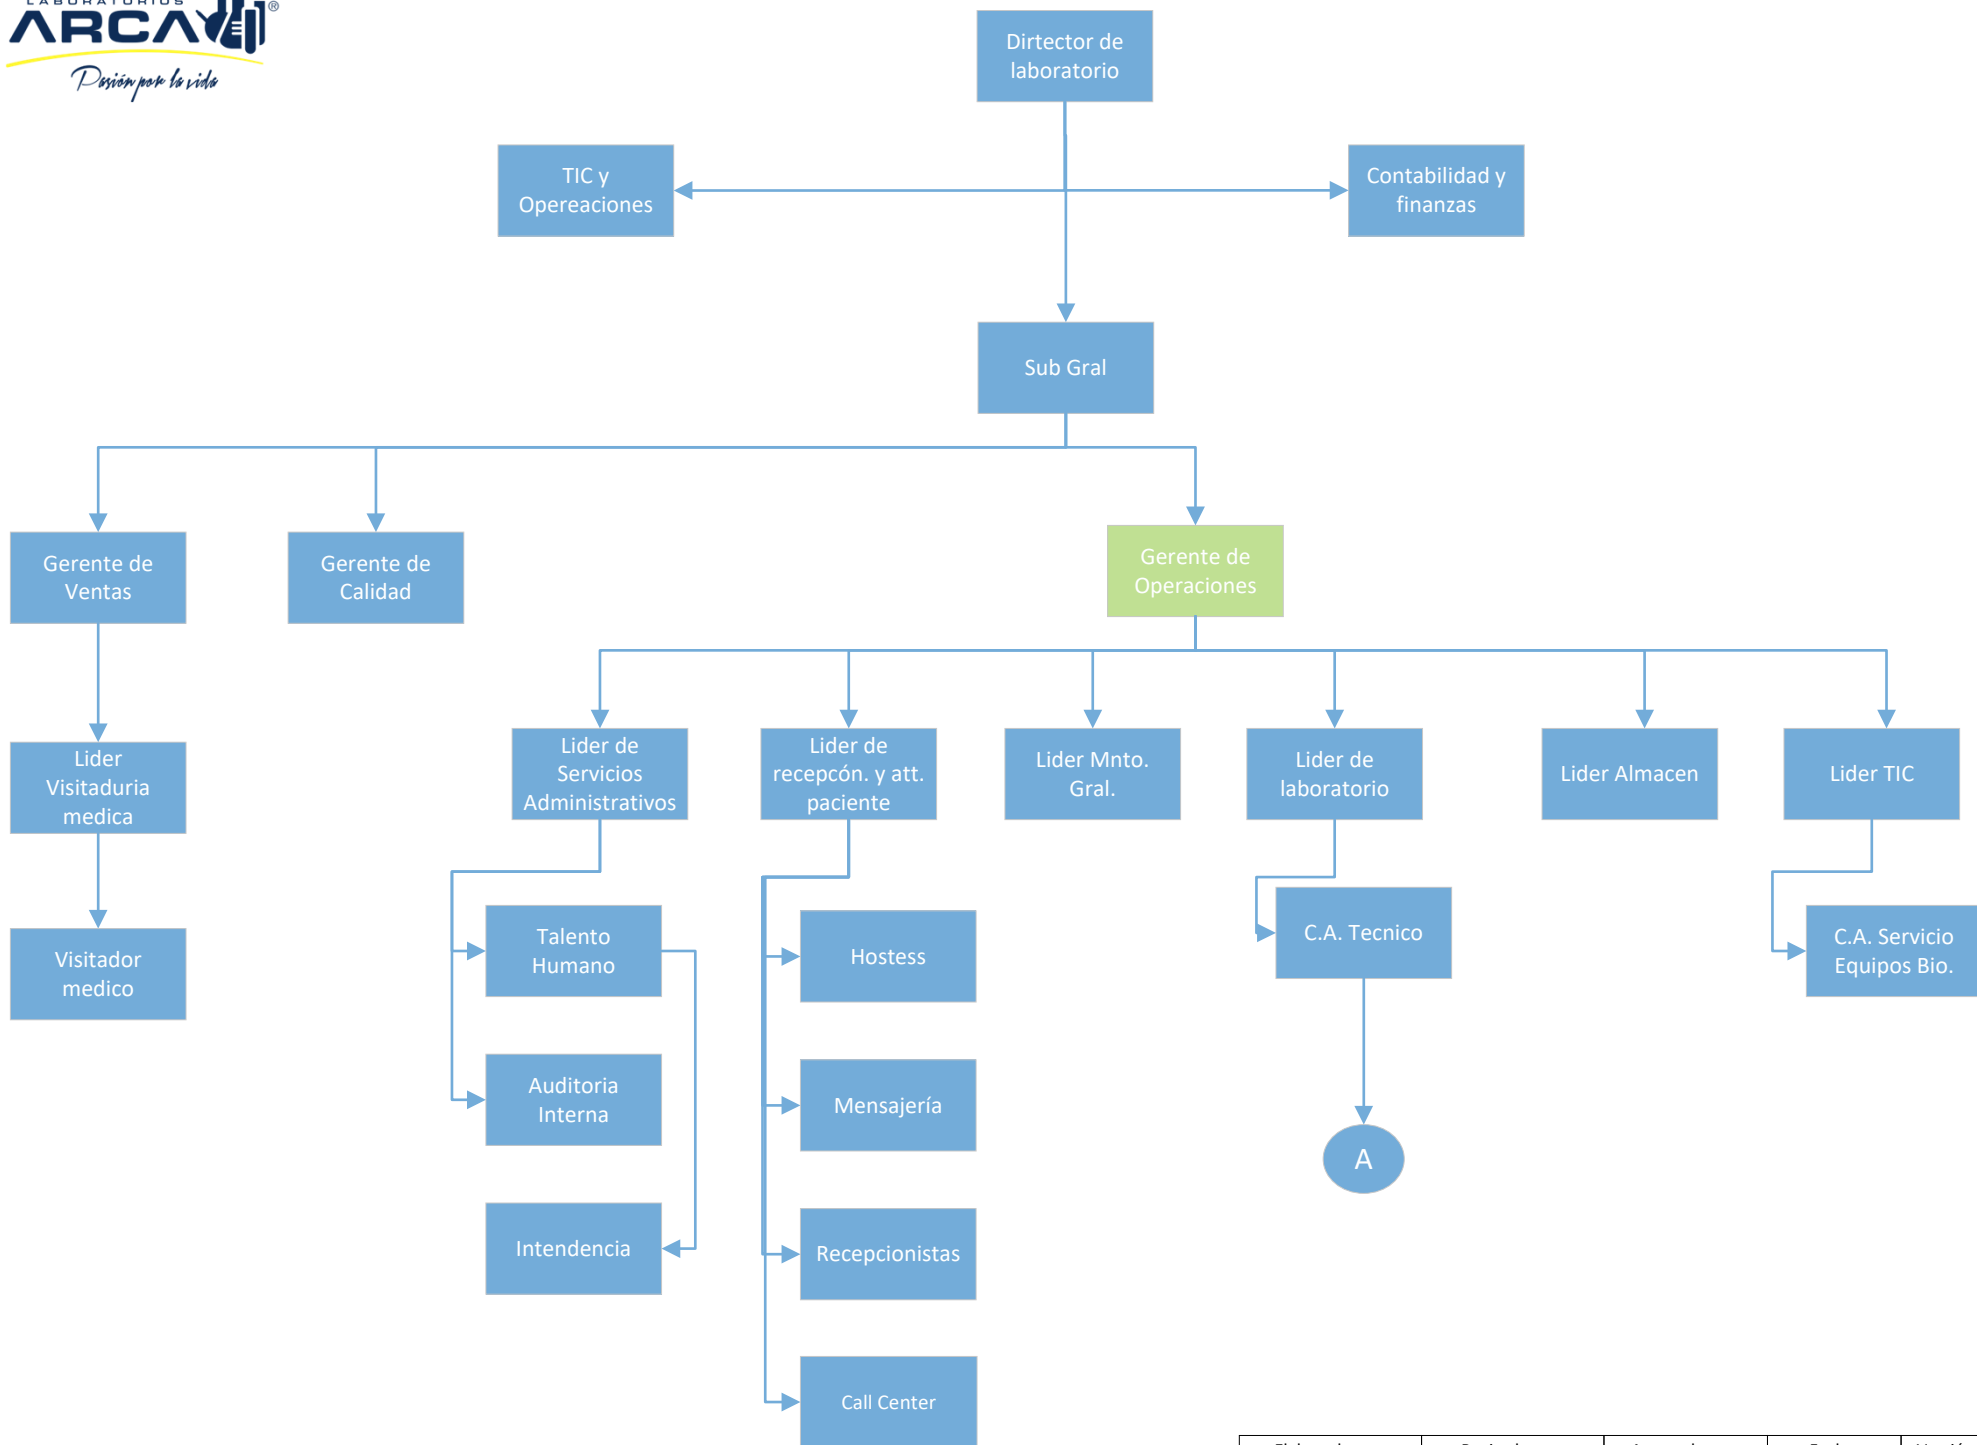 LABORATORIOS
ARCA
®
Pasión por la vida
Dirtector de
laboratorio
TIC y
Opereaciones
Contabilidad y
finanzas
Sub Gral
Gerente de
Ventas
Gerente de
Calidad
Gerente de
Operaciones
Lider
Visitaduria
medica
Lider de
Servicios
Administrativos
Lider de
recepcón. y att.
paciente
Lider Mnto.
Gral.
Lider de
laboratorio
Lider Almacen
Lider TIC
Visitador
medico
Talento
Humano
Hostess
C.A. Tecnico
C.A. Servicio
Equipos Bio.
Auditoria
Interna
Mensajería
A
Intendencia
Recepcionistas
Call Center